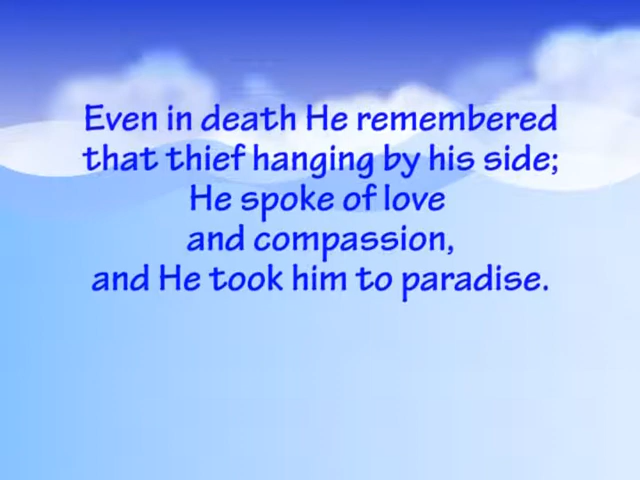 Even in death He remembered
that thief hanging by his side;
He spoke of love
and compassion,
and He took him to paradise.